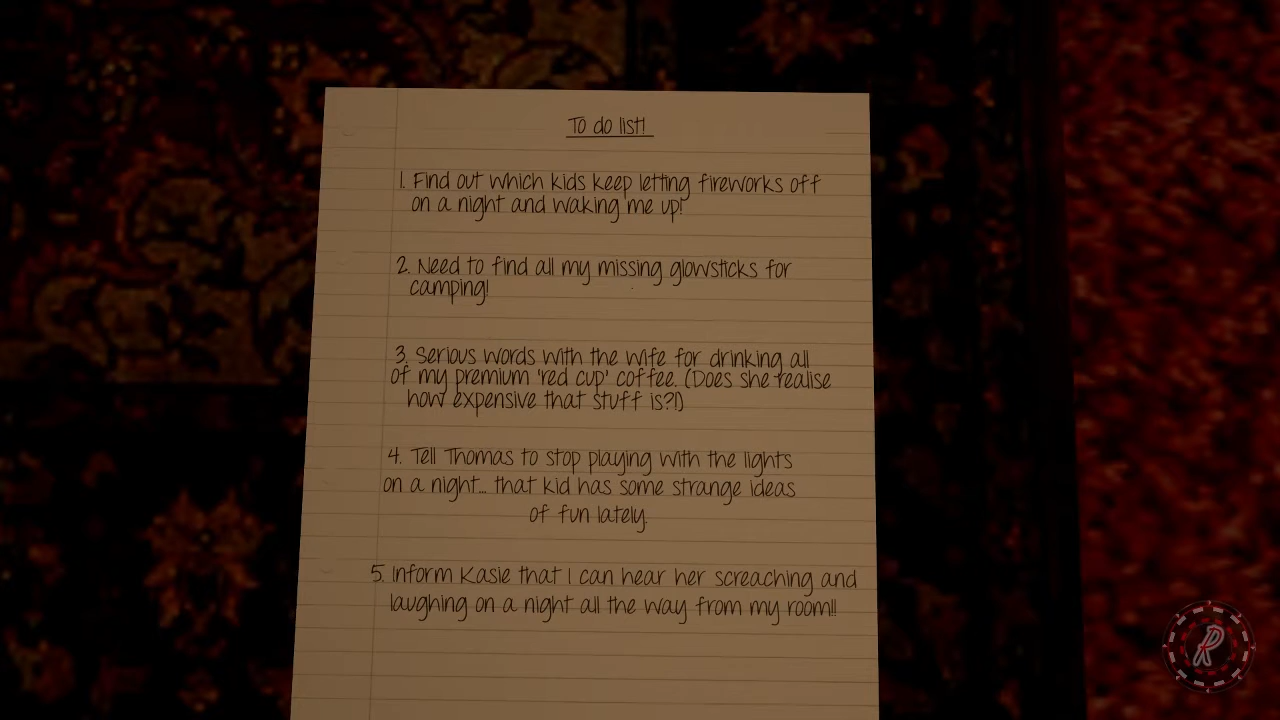 To do list!
1. Find out which kids keep letting fireworks off
on a night and waking me up!
2. Need to find all my missing glowsticks for
camping!
3. Serious words with the wife for drinking all
of my premium 'red cup' coffee. (Does she realise
how expensive that stuff is?!)
4. Tell Thomas to stop playing with the lights
on a night... that kid has some strange ideas
of fun lately.
5. Inform Kasie that I can hear her screaching and
laughing on a night all the way from my room!!
R